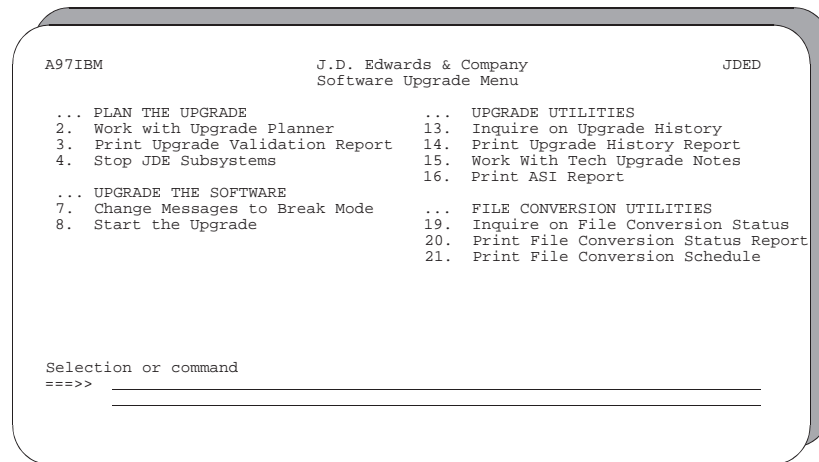 A97IBM J.D. Edwards & Company JDED
Software Upgrade Menu
... PLAN THE UPGRADE ... UPGRADE UTILITIES
2. Work with Upgrade Planner 13. Inquire on Upgrade History
3. Print Upgrade Validation Report 14. Print Upgrade History Report
4. Stop JDE Subsystems 15. Work With Tech Upgrade Notes
16. Print ASI Report
... UPGRADE THE SOFTWARE
7. Change Messages to Break Mode ... FILE CONVERSION UTILITIES
8. Start the Upgrade 19. Inquire on File Conversion Status
20. Print File Conversion Status Report
21. Print File Conversion Schedule
Selection or command
===>>